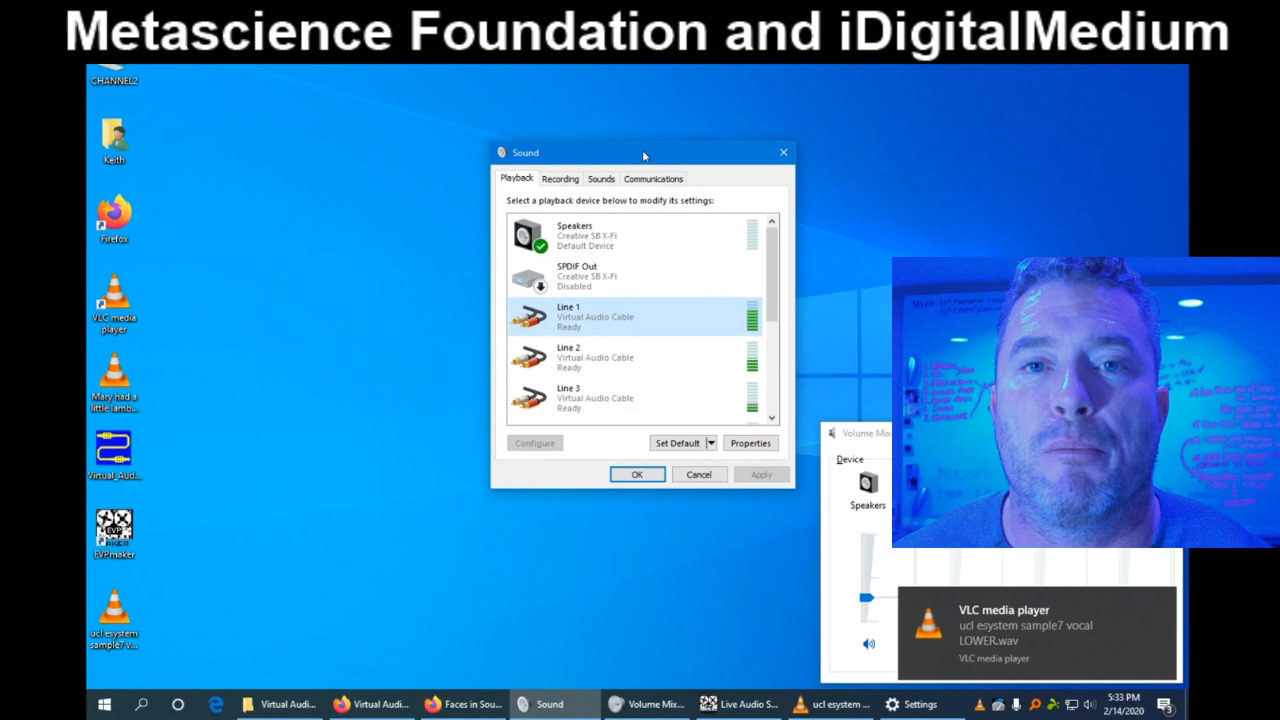 Metascience Foundation and iDigitalMedium
CHANNEL2
Keith
Firefox
VLC media
player
Mary had a
little lamb...
Virtual_Aud...
EVPmaker
ucl esystem
sample7 v...
Sound
Playback
Recording
Sounds
Communications
Select a playback device below to modify its settings:
Speakers
Creative SB X-Fi
Default Device
SPDIF Out
Creative SB X-Fi
Disabled
Line 1
Virtual Audio Cable
Ready
Line 2
Virtual Audio Cable
Ready
Line 3
Virtual Audio Cable
Ready
Configure
Set Default
Properties
OK
Cancel
Apply
Volume Mix
Device
Speakers
VLC media player
ucl esystem sample7 vocal
LOWER.wav
VLC media player
Virtual Audi...
Virtual Audi...
Faces in Sou...
Sound
Volume Mix...
Live Audio S...
ucl esystem ...
Settings
5:33 PM
2/14/2020
3